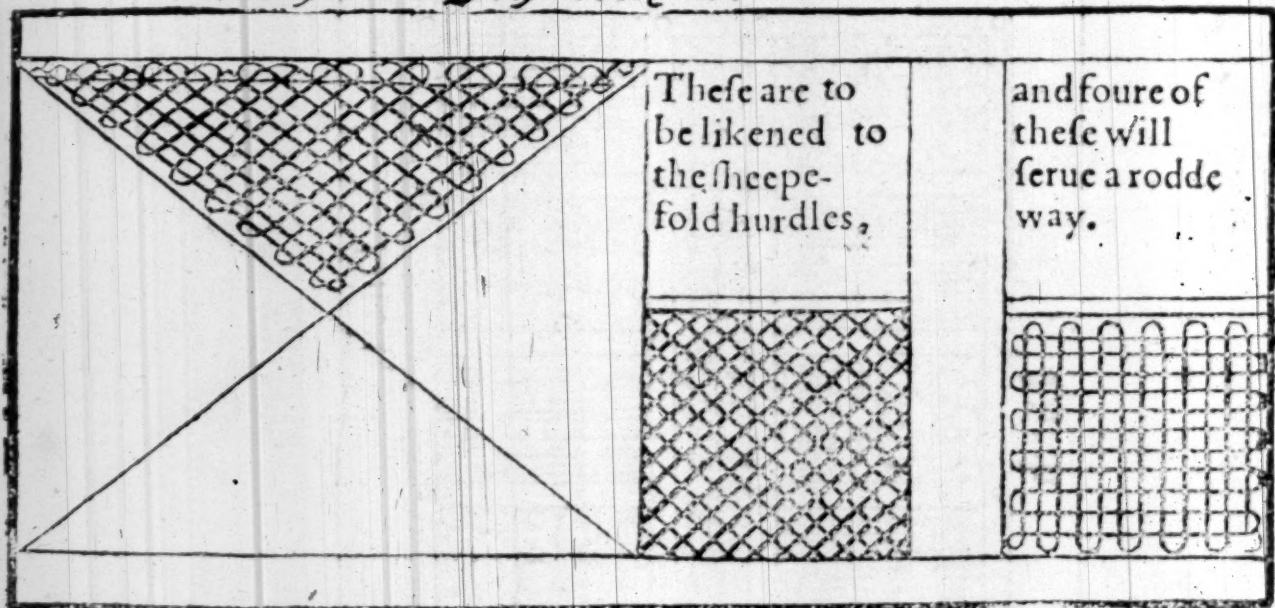 Theſe are to
be likened to
the ſheepe-
fold hurdles,
and foure of
theſe will
ſerue a rodde
way.